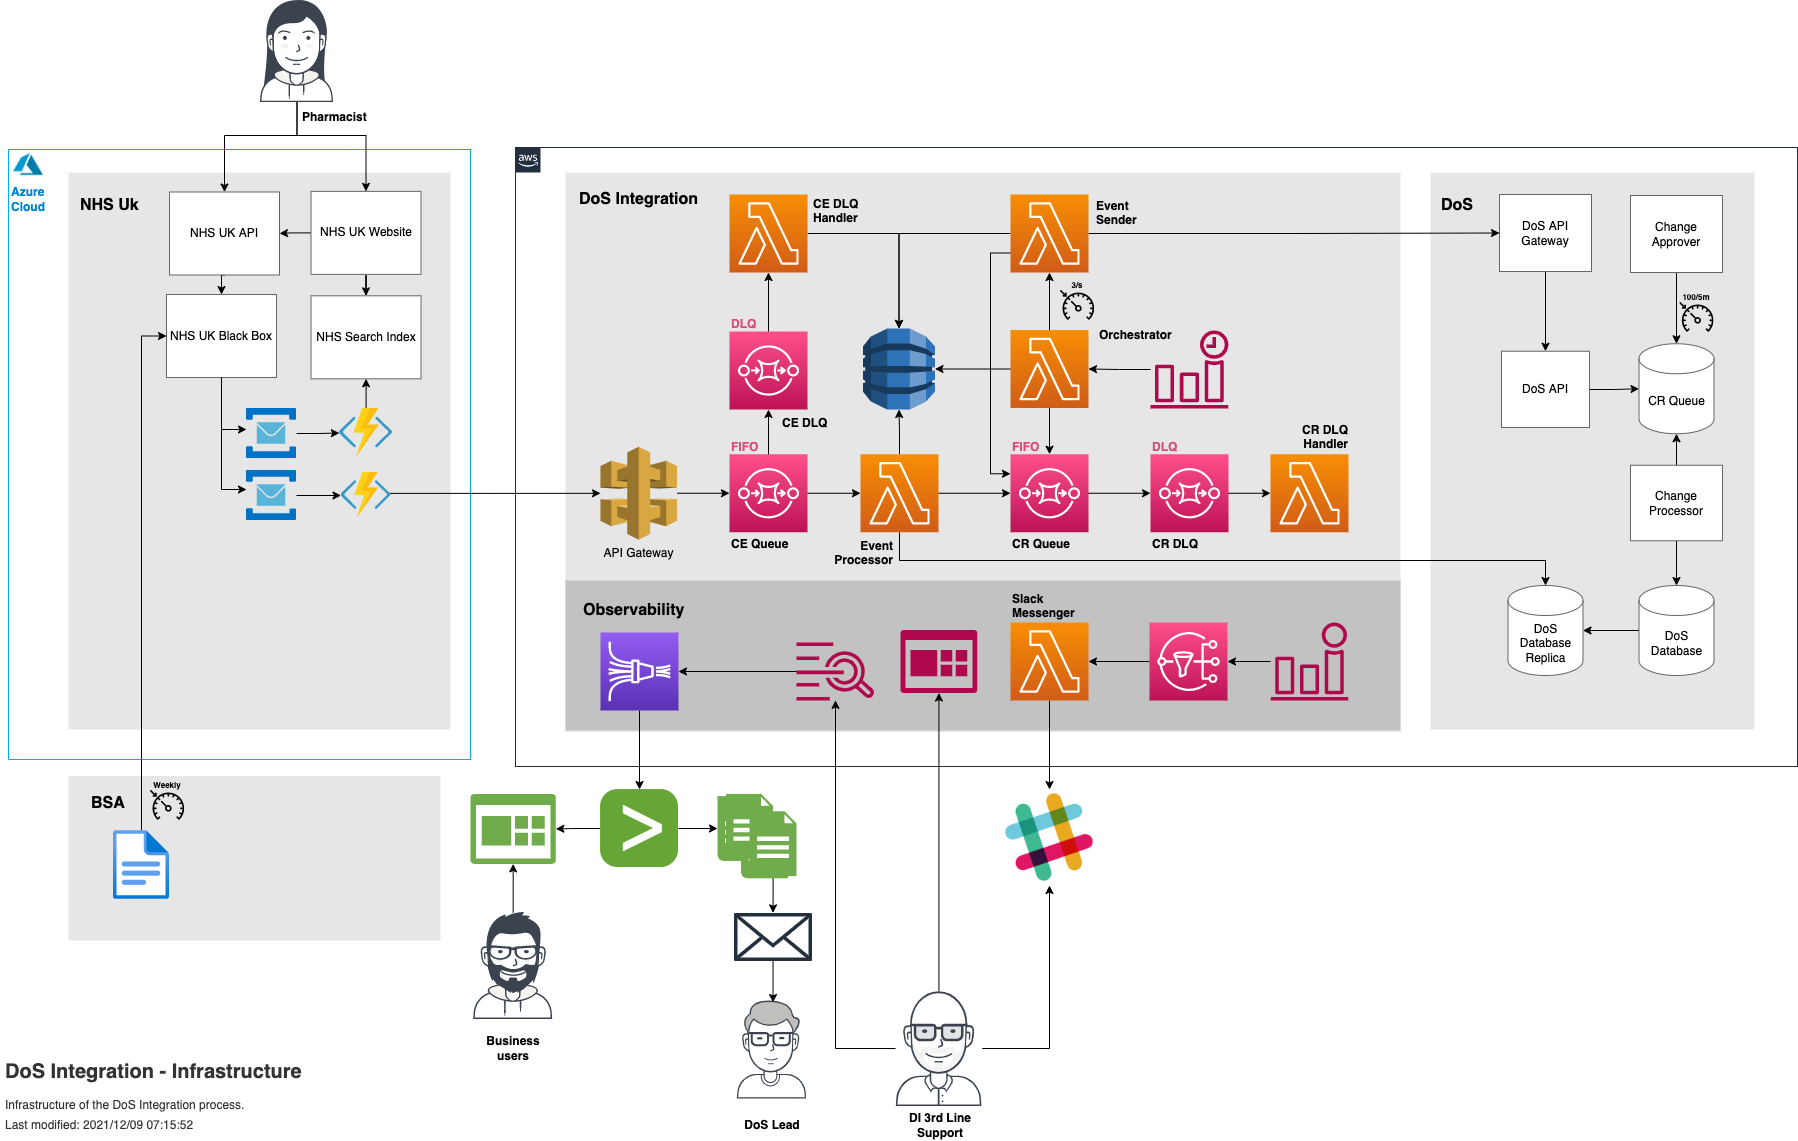 Pharmacist
Azure
Cloud
NHS Uk
NHS UK API
NHS UK Website
NHS UK Black Box
NHS Search Index
BSA
Weekly
aws
DoS Integration
CE DLQ
Handler
Event
Sender
3/s
DLQ
Orchestrator
CE DLQ
FIFO
FIFO
DLQ
CR DLQ
Handler
API Gateway
CE Queue
Event
Processor
CR Queue
CR DLQ
Observability
Slack
Messenger
DoS
DoS API
Gateway
Change
Approver
100/5m
DoS API
CR Queue
Change
Processor
DoS
Database
Replica
DoS
Database
Business
users
DoS Lead
DI 3rd Line
Support
DoS Integration - Infrastructure
Infrastructure of the DoS Integration process.
Last modified: 2021/12/09 07:15:52